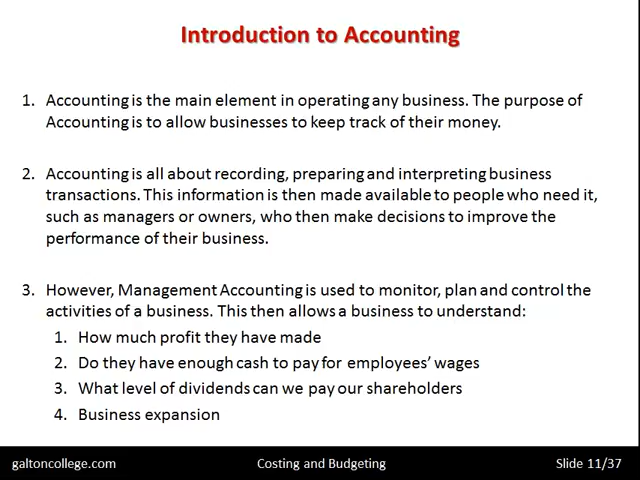 Introduction to Accounting
1. Accounting is the main element in operating any business. The purpose of
Accounting is to allow businesses to keep track of their money.
2. Accounting is all about recording, preparing and interpreting business
transactions. This information is then made available to people who need it,
such as managers or owners, who then make decisions to improve the
performance of their business.
3. However, Management Accounting is used to monitor, plan and control the
activities of a business. This then allows a business to understand:
1. How much profit they have made
2. Do they have enough cash to pay for employees’ wages
3. What level of dividends can we pay our shareholders
4. Business expansion
galtoncollege.com Costing and Budgeting Slide 11/37